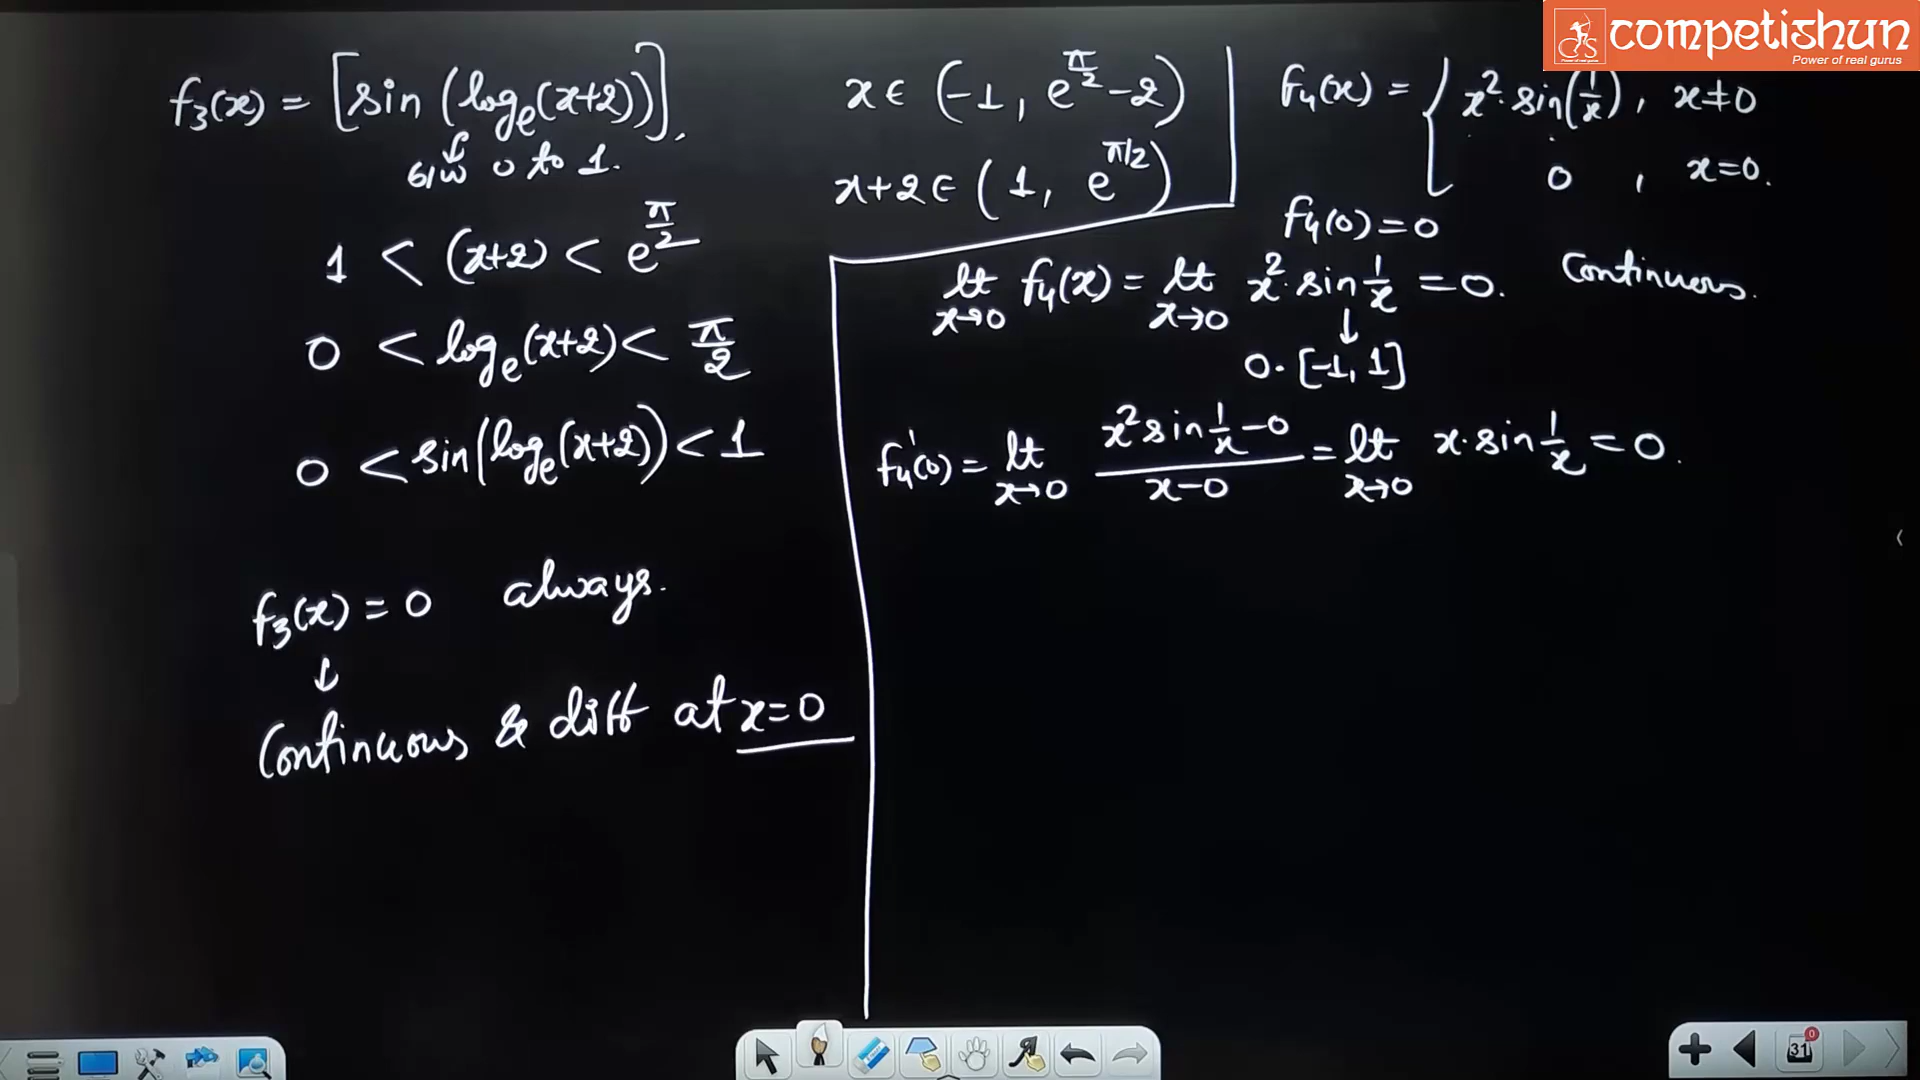 f₃(x) = [sin (logₑ(x+2))],
b/w 0 to 1.
1 < (x+2) < e^(π/2)
0 < logₑ(x+2) < π/2
0 < sin(logₑ(x+2)) < 1
f₃(x) = 0 always.
↓
Continuous & diff at x=0
x ∈ (-1, e^(π/2) - 2)
x+2 ∈ (1, e^(π/2))
f₄(x) = { x²·sin(1/x), x≠0
0 , x=0.
f₄(0) = 0
lt x→0 f₄(x) = lt x→0 x²·sin 1/x = 0. Continuous.
↓
0·[-1, 1]
f₄'(0) = lt x→0 (x² sin 1/x - 0)/(x-0) = lt x→0 x·sin 1/x = 0.
competishun
Power of real gurus
31
0